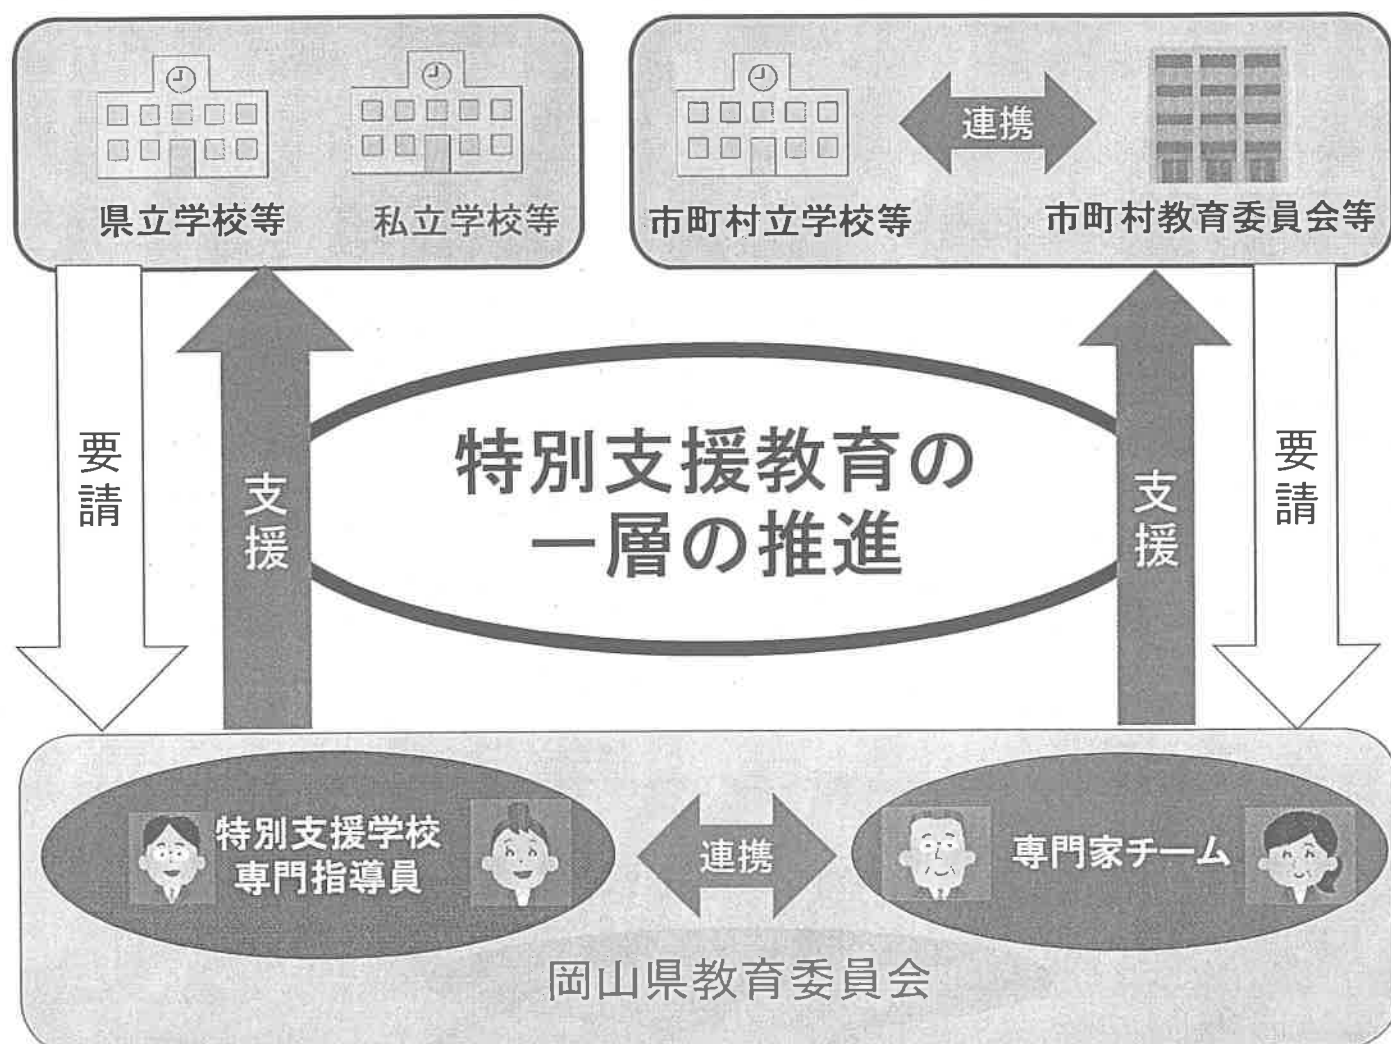 県立学校等
私立学校等
市町村立学校等
連携
市町村教育委員会等
要請
支援
特別支援教育の
一層の推進
支援
要請
特別支援学校
専門指導員
連携
専門家チーム
岡山県教育委員会